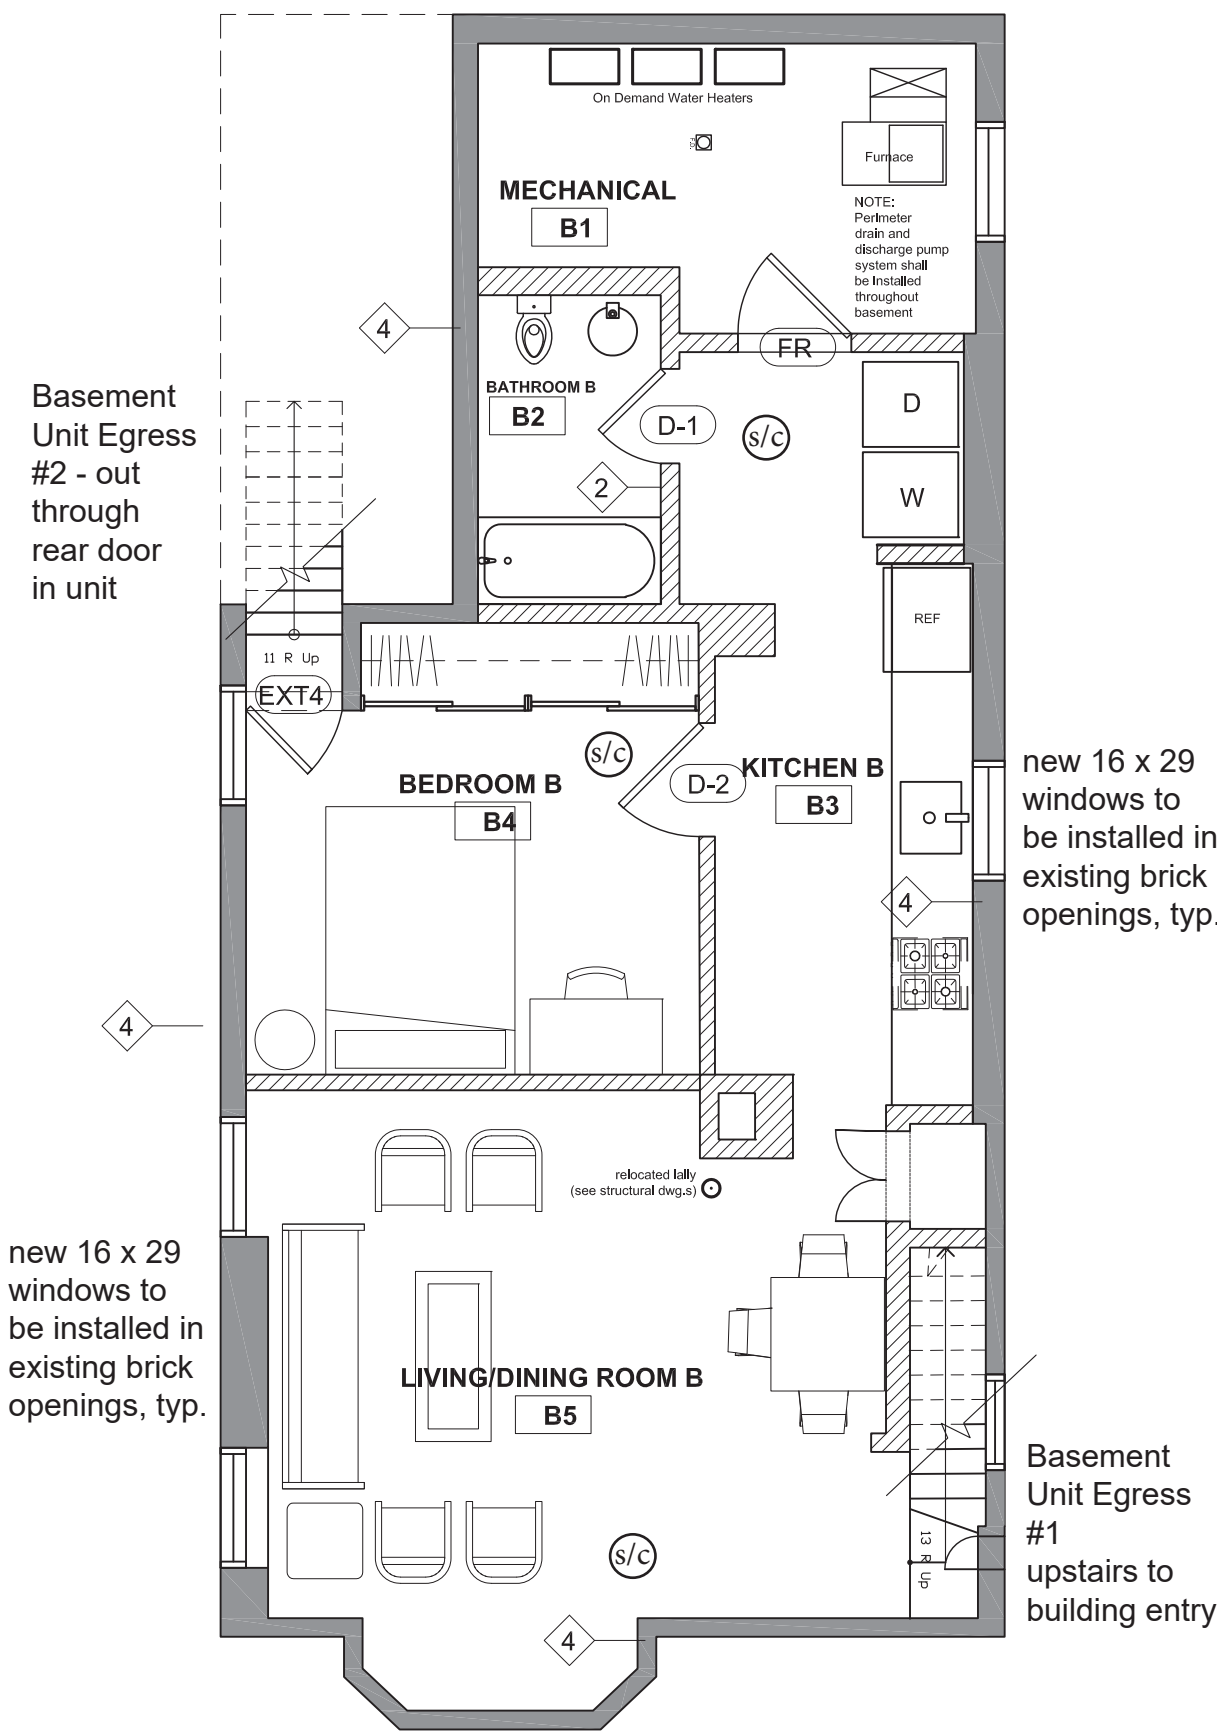 On Demand Water Heaters
F.D.
Furnace
MECHANICAL
B1
NOTE:
Perimeter
drain and
discharge pump
system shall
be Installed
throughout
basement
4
FR
BATHROOM B
B2
D-1
s/c
D
W
2
Basement
Unit Egress
#2 - out
through
rear door
in unit
REF
11 R Up
EXT4
s/c
BEDROOM B
B4
D-2
KITCHEN B
B3
new 16 x 29
windows to
be installed in
existing brick
openings, typ.
4
4
relocated lally
(see structural dwg.s)
new 16 x 29
windows to
be installed in
existing brick
openings, typ.
LIVING/DINING ROOM B
B5
Basement
Unit Egress
#1
upstairs to
building entry
13 R Up
s/c
4